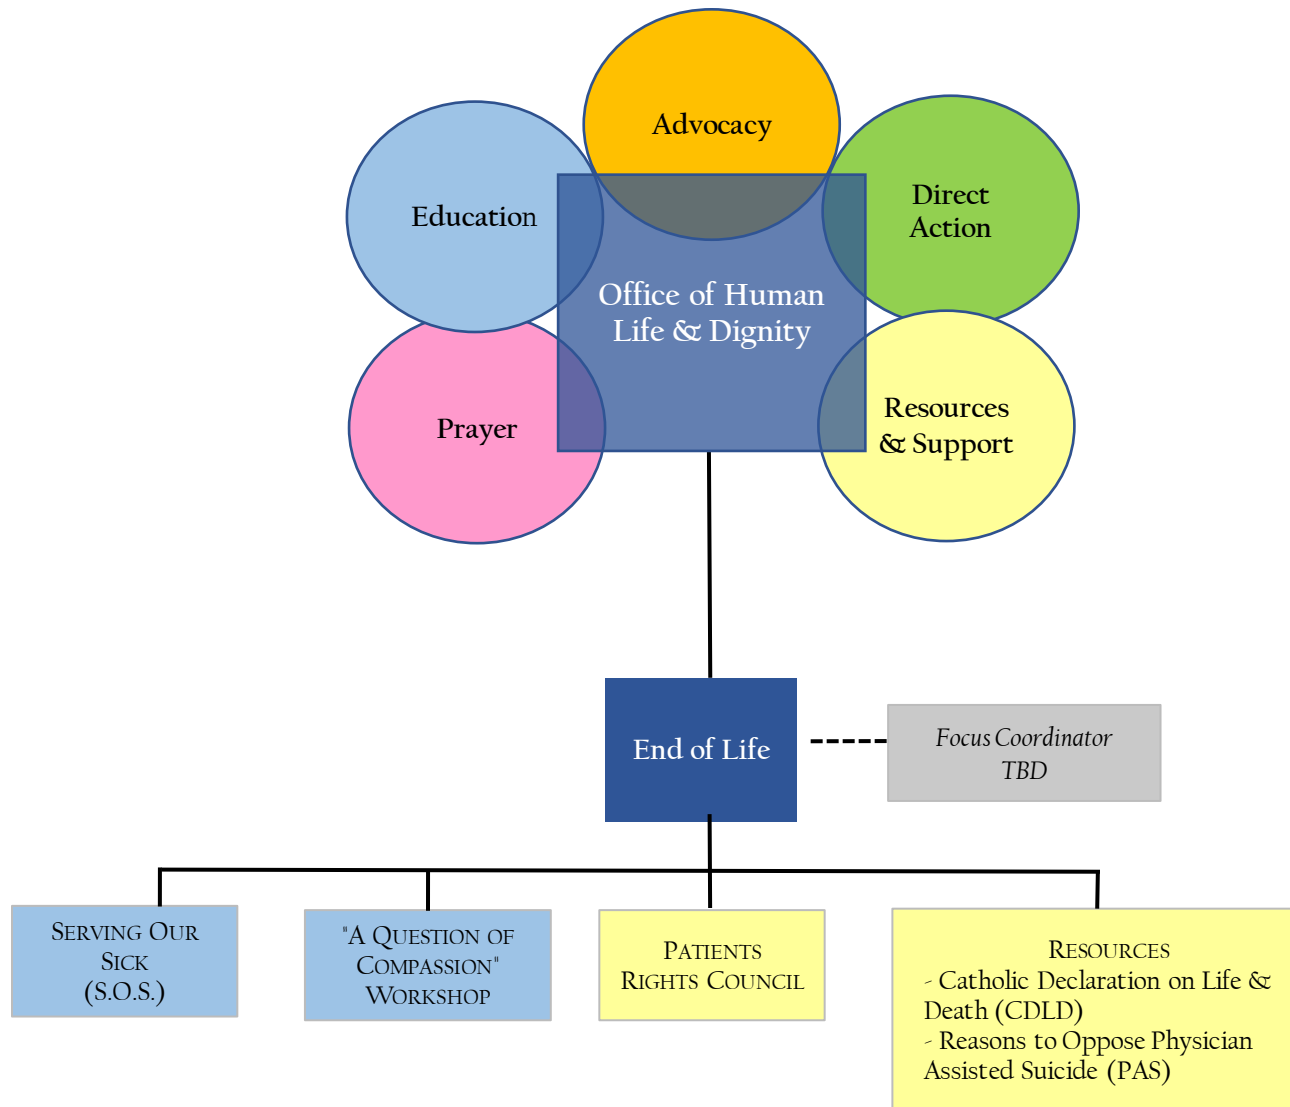 Advocacy
Education
Direct
Action
Office of Human
Life & Dignity
Prayer
Resources
& Support
End of Life
Focus Coordinator
TBD
SERVING OUR
SICK
(S.O.S.)
"A QUESTION OF
COMPASSION"
WORKSHOP
PATIENTS
RIGHTS COUNCIL
RESOURCES
- Catholic Declaration on Life &
Death (CDLD)
- Reasons to Oppose Physician
Assisted Suicide (PAS)